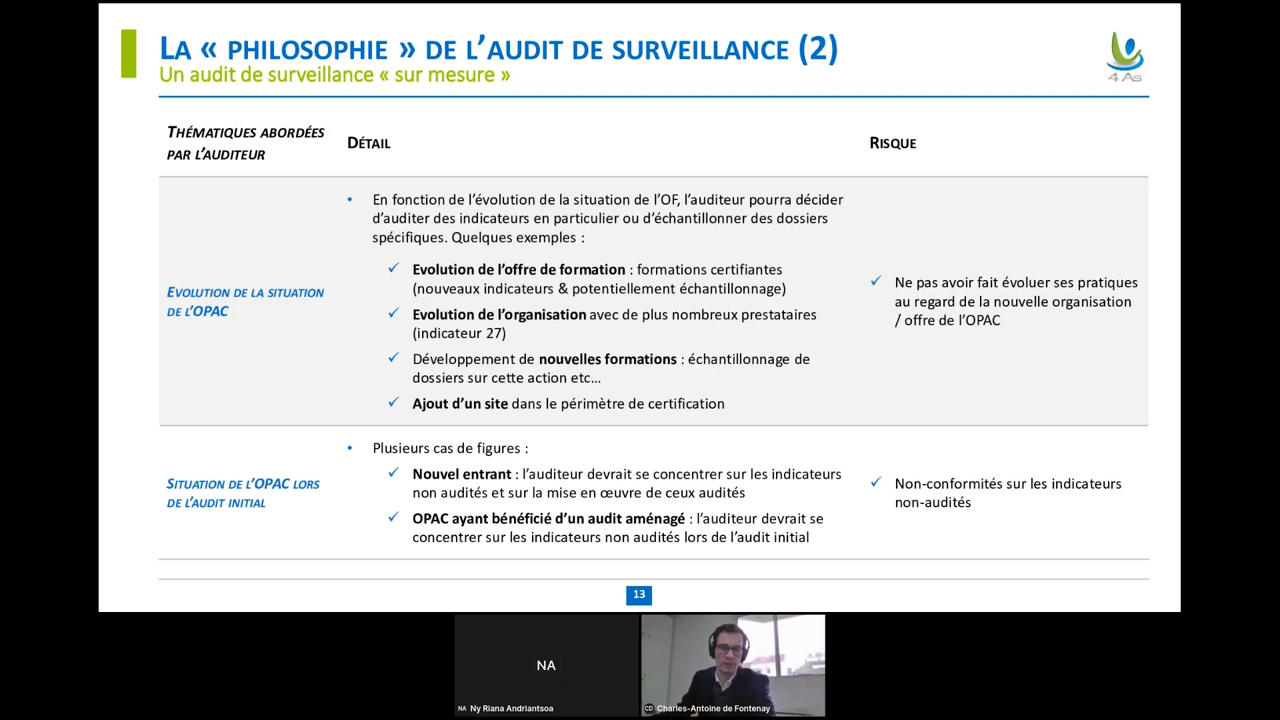 LA « PHILOSOPHIE » DE L'AUDIT DE SURVEILLANCE (2)
Un audit de surveillance « sur mesure »
4 As
THÉMATIQUES ABORDÉES
PAR L'AUDITEUR
DÉTAIL
RISQUE
EVOLUTION DE LA SITUATION
DE L'OPAC
• En fonction de l'évolution de la situation de l'OF, l'auditeur pourra décider
d'auditer des indicateurs en particulier ou d'échantillonner des dossiers
spécifiques. Quelques exemples :
✓ Evolution de l'offre de formation : formations certifiantes
(nouveaux indicateurs & potentiellement échantillonnage)
✓ Evolution de l'organisation avec de plus nombreux prestataires
(indicateur 27)
✓ Développement de nouvelles formations : échantillonnage de
dossiers sur cette action etc…
✓ Ajout d'un site dans le périmètre de certification
✓ Ne pas avoir fait évoluer ses pratiques
au regard de la nouvelle organisation
/ offre de l'OPAC
SITUATION DE L'OPAC LORS
DE L'AUDIT INITIAL
• Plusieurs cas de figures :
✓ Nouvel entrant : l'auditeur devrait se concentrer sur les indicateurs
non audités et sur la mise en œuvre de ceux audités
✓ OPAC ayant bénéficié d'un audit aménagé : l'auditeur devrait se
concentrer sur les indicateurs non audités lors de l'audit initial
✓ Non-conformités sur les indicateurs
non-audités
13
NA
NA Ny Riana Andriantsoa
CD Charles-Antoine de Fontenay